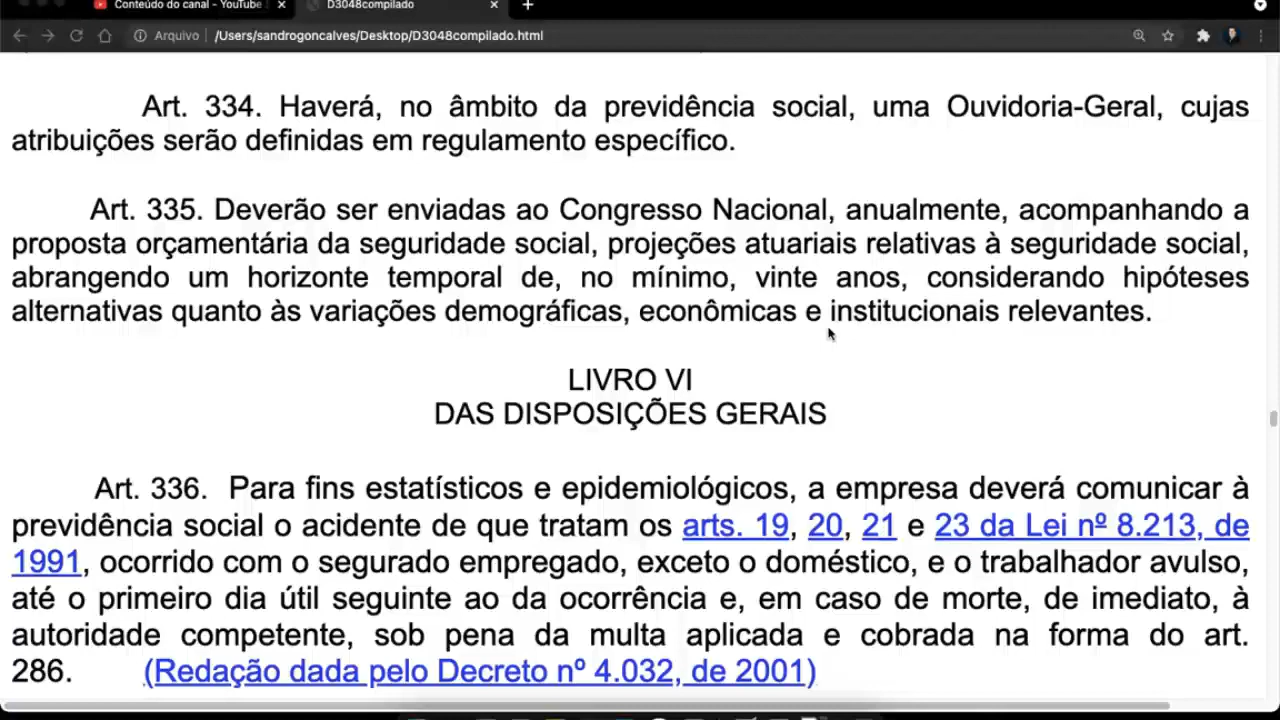 Conteúdo do canal - YouTube
D3048compilado
Arquivo
/Users/sandrogoncalves/Desktop/D3048compilado.html
Art. 334. Haverá, no âmbito da previdência social, uma Ouvidoria-Geral, cujas
atribuições serão definidas em regulamento específico.
Art. 335. Deverão ser enviadas ao Congresso Nacional, anualmente, acompanhando a
proposta orçamentária da seguridade social, projeções atuariais relativas à seguridade social,
abrangendo um horizonte temporal de, no mínimo, vinte anos, considerando hipóteses
alternativas quanto às variações demográficas, econômicas e institucionais relevantes.
LIVRO VI
DAS DISPOSIÇÕES GERAIS
Art. 336. Para fins estatísticos e epidemiológicos, a empresa deverá comunicar à
previdência social o acidente de que tratam os arts. 19, 20, 21 e 23 da Lei nº 8.213, de
1991, ocorrido com o segurado empregado, exceto o doméstico, e o trabalhador avulso,
até o primeiro dia útil seguinte ao da ocorrência e, em caso de morte, de imediato, à
autoridade competente, sob pena da multa aplicada e cobrada na forma do art.
286. (Redação dada pelo Decreto nº 4.032, de 2001)